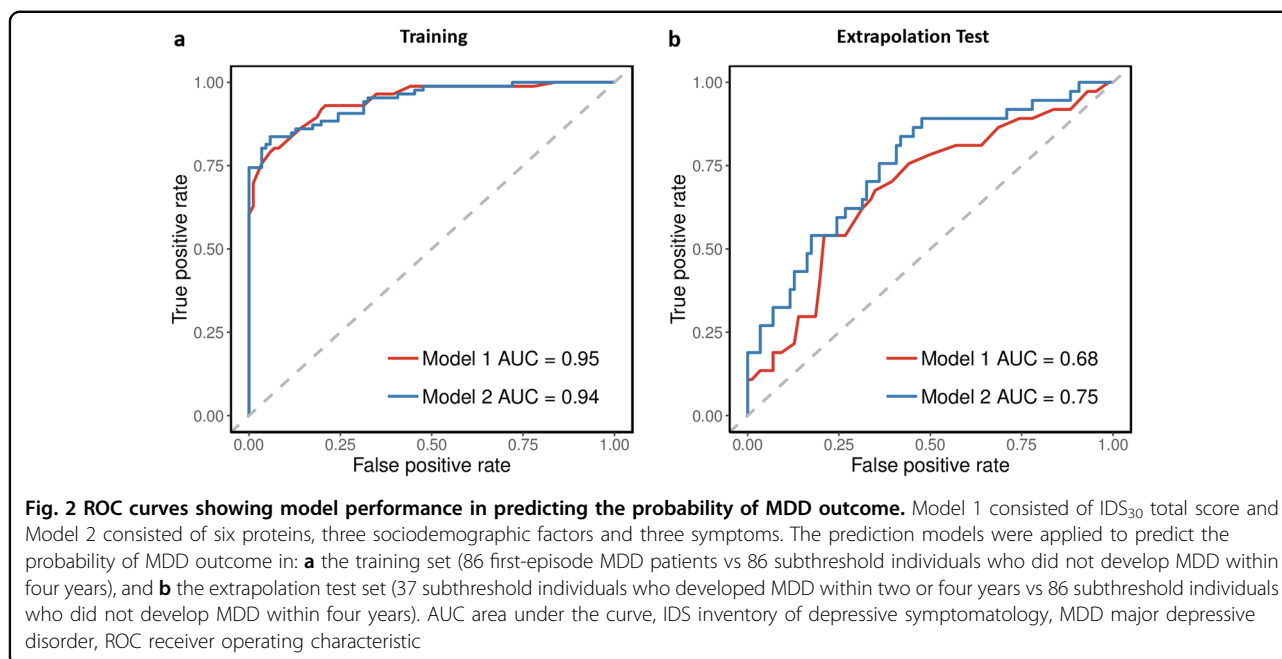 a Training
1.00
0.75
0.50
0.25
0.00
True positive rate
Model 1 AUC = 0.95
Model 2 AUC = 0.94
0.00 0.25 0.50 0.75 1.00
False positive rate
b Extrapolation Test
1.00
0.75
0.50
0.25
0.00
True positive rate
Model 1 AUC = 0.68
Model 2 AUC = 0.75
0.00 0.25 0.50 0.75 1.00
False positive rate
Fig. 2 ROC curves showing model performance in predicting the probability of MDD outcome. Model 1 consisted of IDS₃₀ total score and
Model 2 consisted of six proteins, three sociodemographic factors and three symptoms. The prediction models were applied to predict the
probability of MDD outcome in: a the training set (86 first-episode MDD patients vs 86 subthreshold individuals who did not develop MDD within
four years), and b the extrapolation test set (37 subthreshold individuals who developed MDD within two or four years vs 86 subthreshold individuals
who did not develop MDD within four years). AUC area under the curve, IDS inventory of depressive symptomatology, MDD major depressive
disorder, ROC receiver operating characteristic